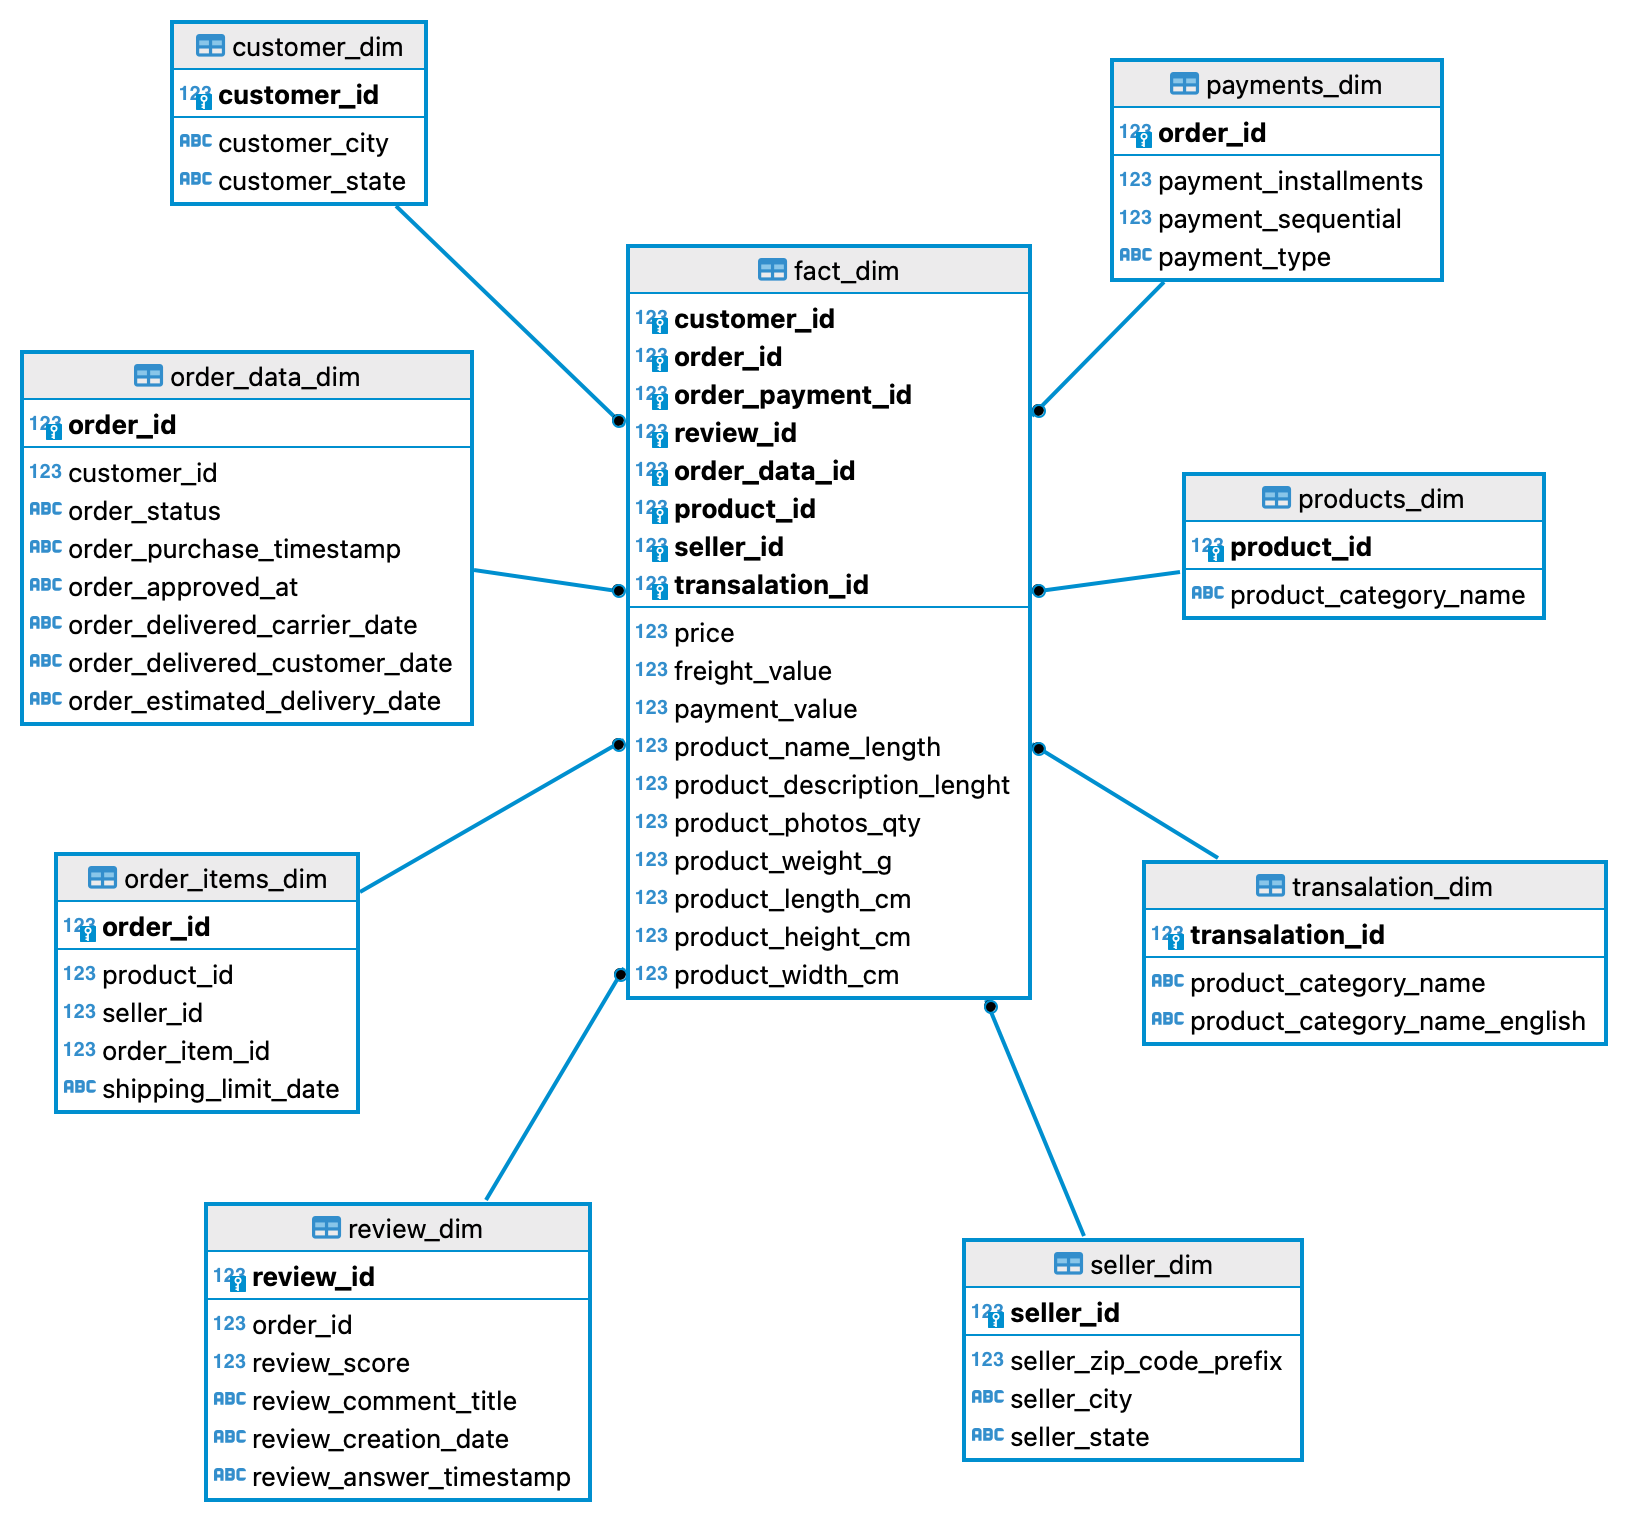 customer_dim
123 customer_id
ABC customer_city
ABC customer_state
payments_dim
123 order_id
123 payment_installments
123 payment_sequential
ABC payment_type
fact_dim
123 customer_id
123 order_id
123 order_payment_id
123 review_id
123 order_data_id
123 product_id
123 seller_id
123 transalation_id
123 price
123 freight_value
123 payment_value
123 product_name_length
123 product_description_lenght
123 product_photos_qty
123 product_weight_g
123 product_length_cm
123 product_height_cm
123 product_width_cm
order_data_dim
123 order_id
123 customer_id
ABC order_status
ABC order_purchase_timestamp
ABC order_approved_at
ABC order_delivered_carrier_date
ABC order_delivered_customer_date
ABC order_estimated_delivery_date
products_dim
123 product_id
ABC product_category_name
order_items_dim
123 order_id
123 product_id
123 seller_id
123 order_item_id
ABC shipping_limit_date
transalation_dim
123 transalation_id
ABC product_category_name
ABC product_category_name_english
review_dim
123 review_id
123 order_id
123 review_score
ABC review_comment_title
ABC review_creation_date
ABC review_answer_timestamp
seller_dim
123 seller_id
123 seller_zip_code_prefix
ABC seller_city
ABC seller_state